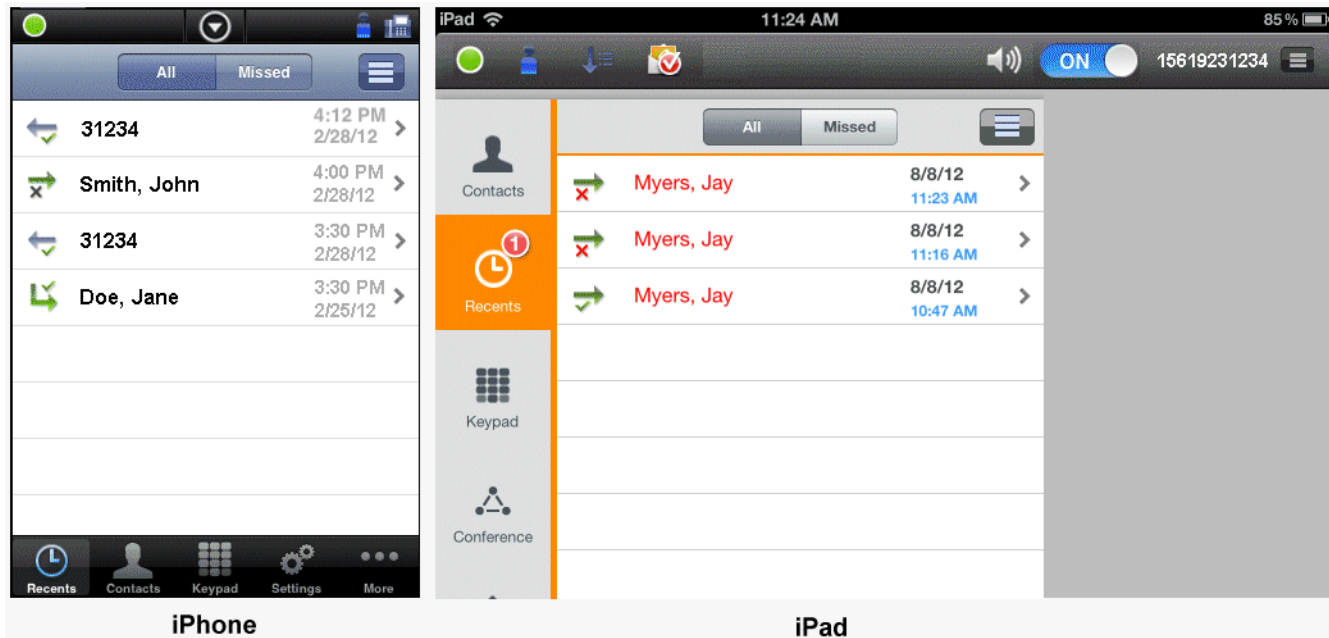 All Missed
31234 4:12 PM
2/28/12
Smith, John 4:00 PM
2/28/12
31234 3:30 PM
2/28/12
Doe, Jane 3:30 PM
2/25/12
Recents Contacts Keypad Settings More
iPhone
iPad 11:24 AM 85%
ON 15619231234
All Missed
Contacts
1
Recents
Keypad
Conference
Myers, Jay 8/8/12
11:23 AM
Myers, Jay 8/8/12
11:16 AM
Myers, Jay 8/8/12
10:47 AM
iPad